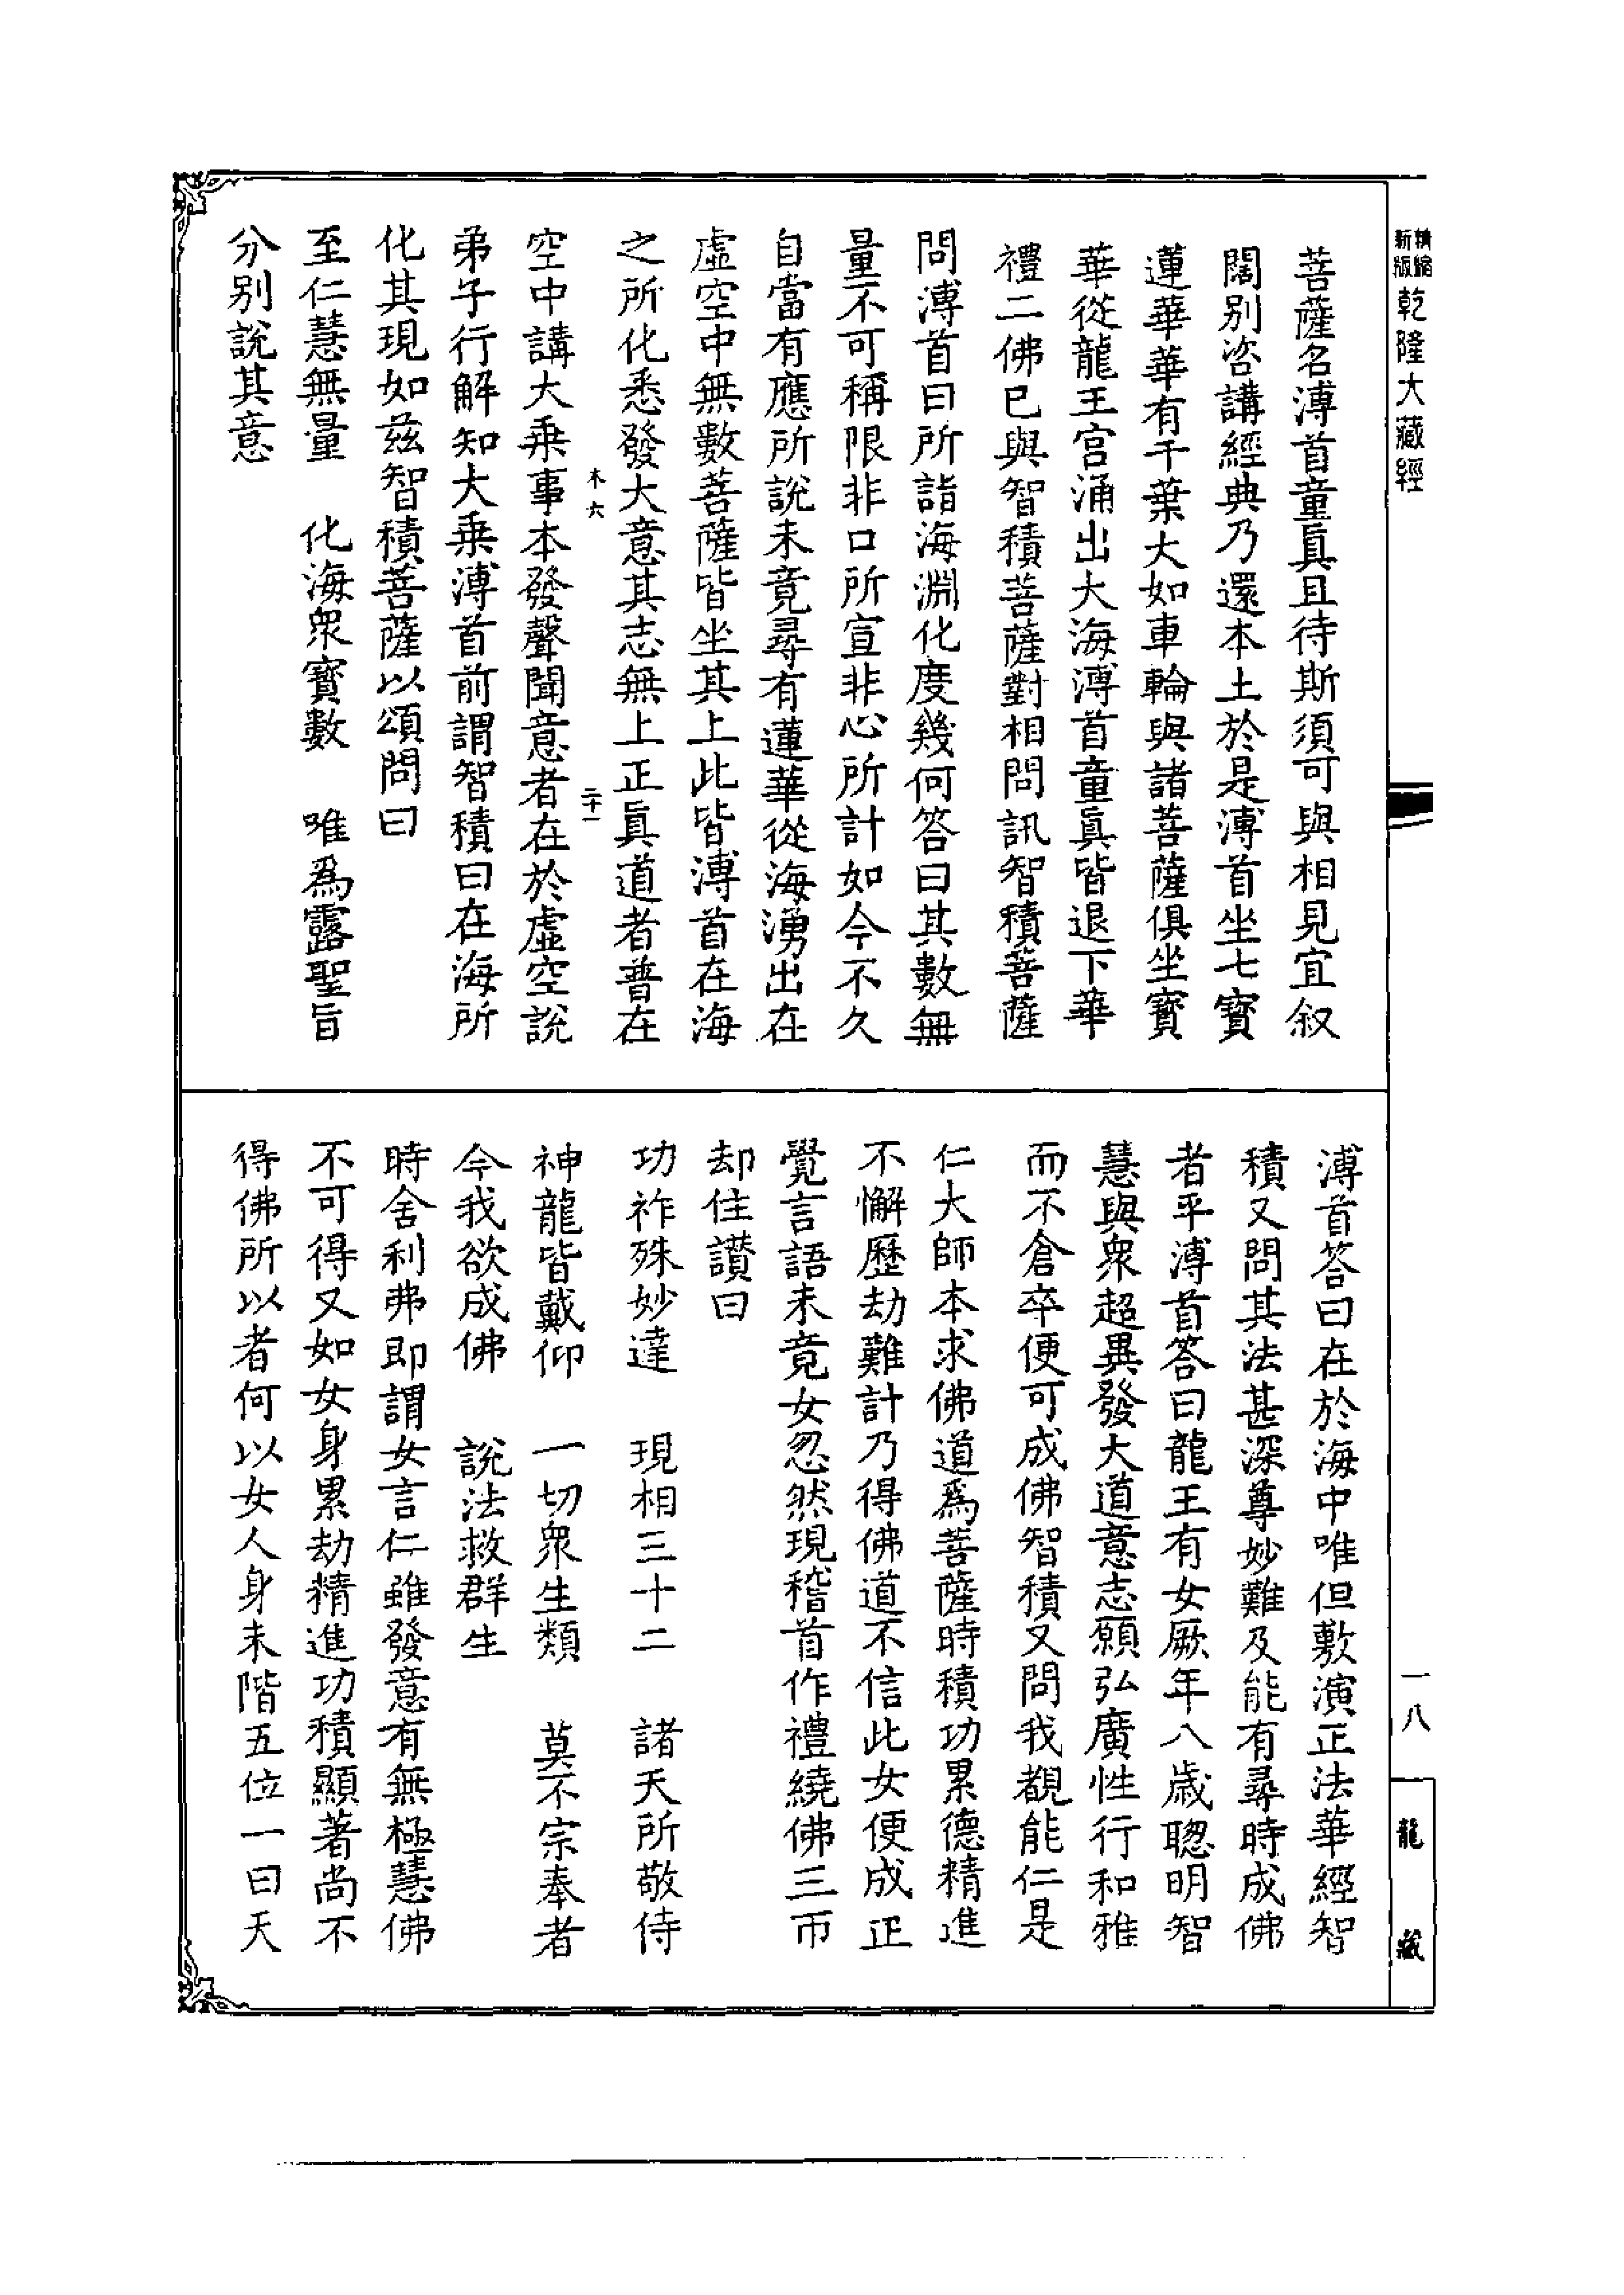 精縮
新版
乾隆大藏經
菩薩名溥首童真且待斯須可與相見宜叙
闊别咨講經典乃還本土於是溥首坐七寶
蓮華華有千葉大如車輪與諸菩薩俱坐寶
華從龍王宮涌出大海溥首童真皆退下華
禮二佛已與智積菩薩對相問訊智積菩薩
問溥首曰所詣海淵化度幾何答曰其數無
量不可稱限非口所宣非心所計如今不久
自當有應所說未竟尋有蓮華從海湧出在
虛空中無數菩薩皆坐其上此皆溥首在海
之所化悉發大意其志無上正真道者普在
木六
二十一
空中講大乘事本發聲聞意者在於虛空說
弟子行解知大乘溥首前謂智積曰在海所
化其現如茲智積菩薩以頌問曰
至仁慧無量　化海衆寶數　唯爲露聖旨
分别說其意
溥首答曰在於海中唯但敷演正法華經智
積又問其法甚深尊妙難及能有尋時成佛
者乎溥首答曰龍王有女厥年八歲聰明智
慧與衆超異發大道意志願弘廣性行和雅
而不倉卒便可成佛智積又問我覩能仁是
仁大師本求佛道爲菩薩時積功累德精進
不懈歷劫難計乃得佛道不信此女便成正
覺言語未竟女忽然現稽首作禮繞佛三帀
却住讃曰
功祚殊妙達　現相三十二　諸天所敬侍
神龍皆戴仰　一切衆生類　莫不宗奉者
今我欲成佛　說法救群生
時舍利弗即謂女言仁雖發意有無極慧佛
不可得又如女身累劫精進功積顯著尚不
得佛所以者何以女人身未階五位一曰天
一八
龍藏